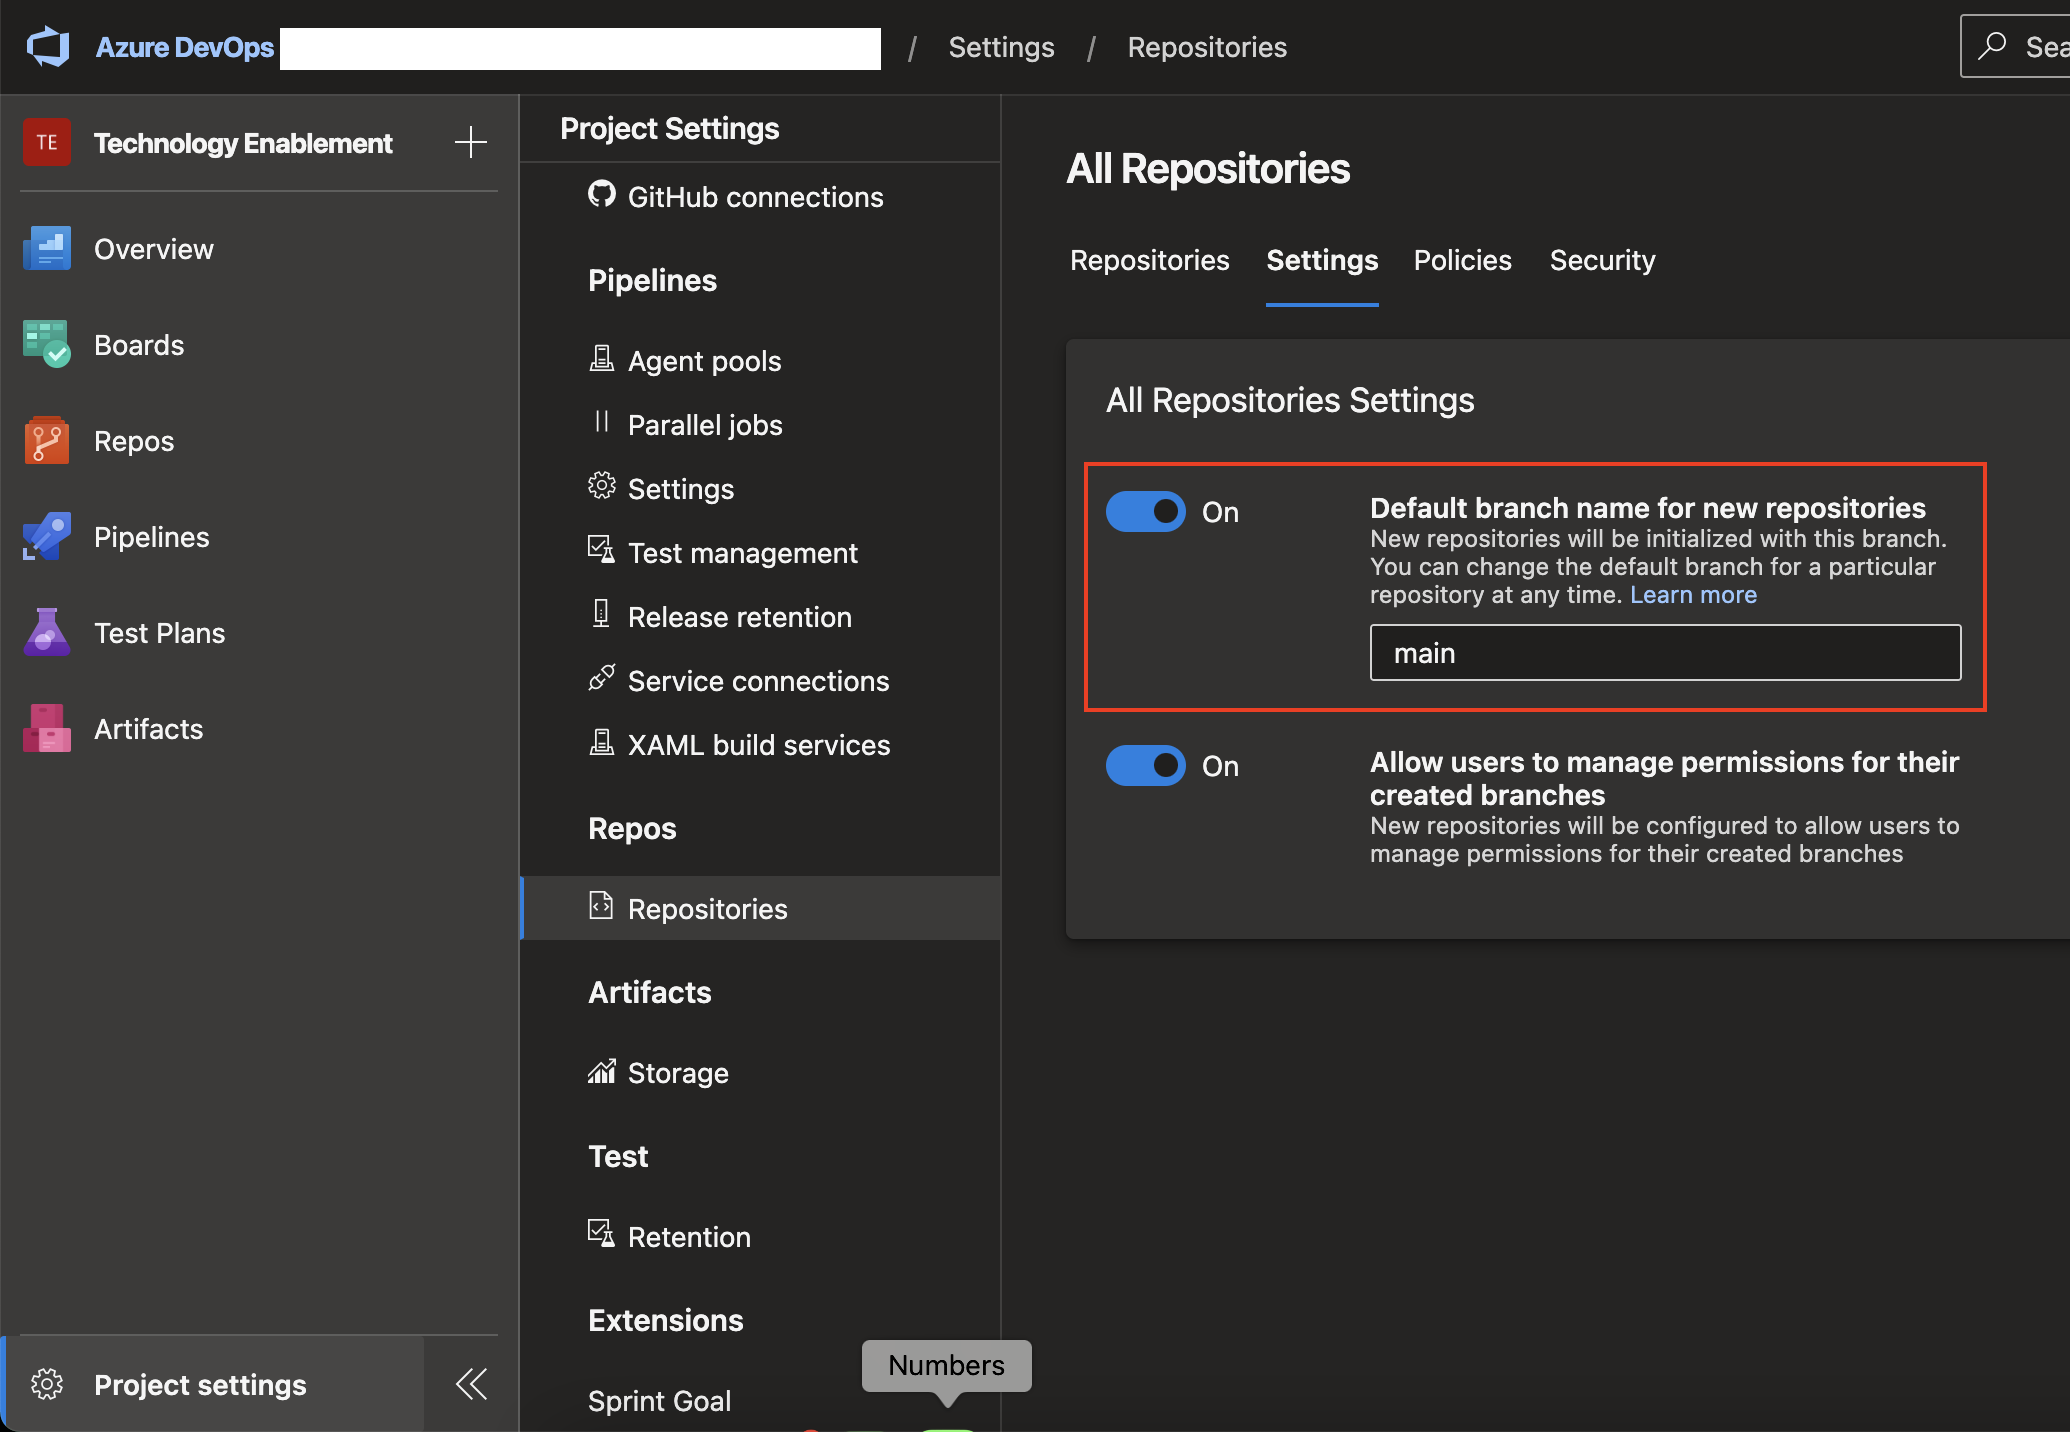 Azure DevOps / Settings / Repositories
TE Technology Enablement
Overview
Boards
Repos
Pipelines
Test Plans
Artifacts
Project settings
Project Settings
GitHub connections
Pipelines
Agent pools
Parallel jobs
Settings
Test management
Release retention
Service connections
XAML build services
Repos
Repositories
Artifacts
Storage
Test
Retention
Extensions
Sprint Goal
Numbers
All Repositories
Repositories Settings Policies Security
All Repositories Settings
On
Default branch name for new repositories
New repositories will be initialized with this branch.
You can change the default branch for a particular
repository at any time. Learn more
main
On
Allow users to manage permissions for their
created branches
New repositories will be configured to allow users to
manage permissions for their created branches